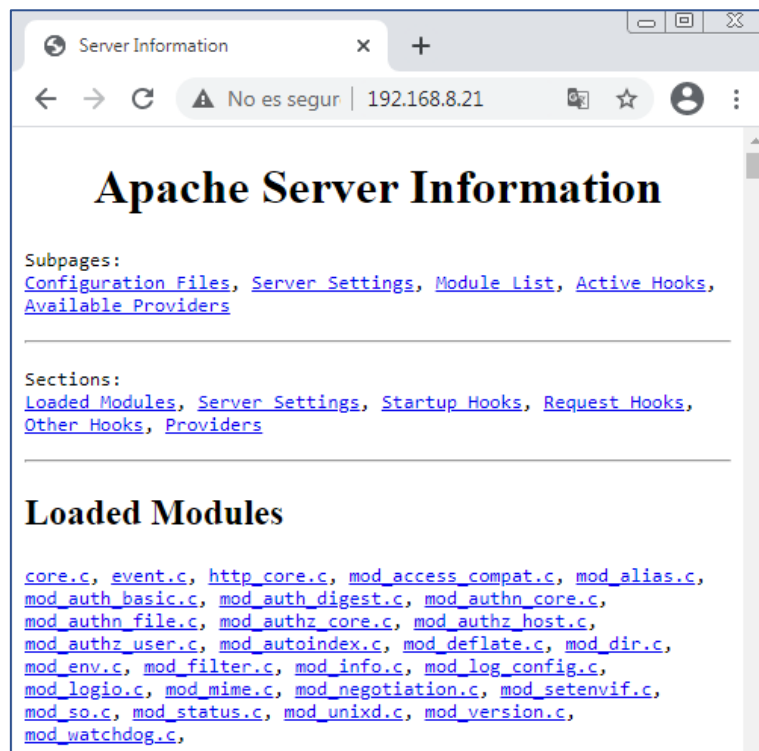 Server Information
No es segur 192.168.8.21
Apache Server Information
Subpages:
Configuration Files, Server Settings, Module List, Active Hooks,
Available Providers
Sections:
Loaded Modules, Server Settings, Startup Hooks, Request Hooks,
Other Hooks, Providers
Loaded Modules
core.c, event.c, http_core.c, mod_access_compat.c, mod_alias.c,
mod_auth_basic.c, mod_auth_digest.c, mod_authn_core.c,
mod_authn_file.c, mod_authz_core.c, mod_authz_host.c,
mod_authz_user.c, mod_autoindex.c, mod_deflate.c, mod_dir.c,
mod_env.c, mod_filter.c, mod_info.c, mod_log_config.c,
mod_logio.c, mod_mime.c, mod_negotiation.c, mod_setenvif.c,
mod_so.c, mod_status.c, mod_unixd.c, mod_version.c,
mod_watchdog.c,